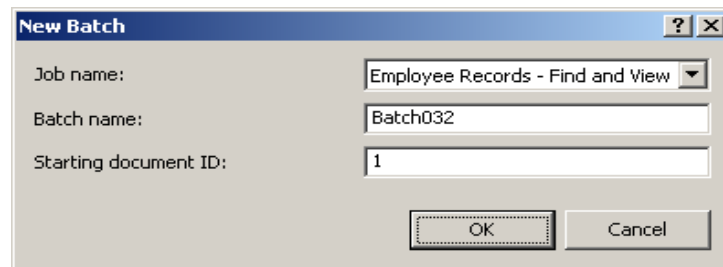 New Batch
Job name: Employee Records - Find and View
Batch name: Batch032
Starting document ID: 1
OK Cancel